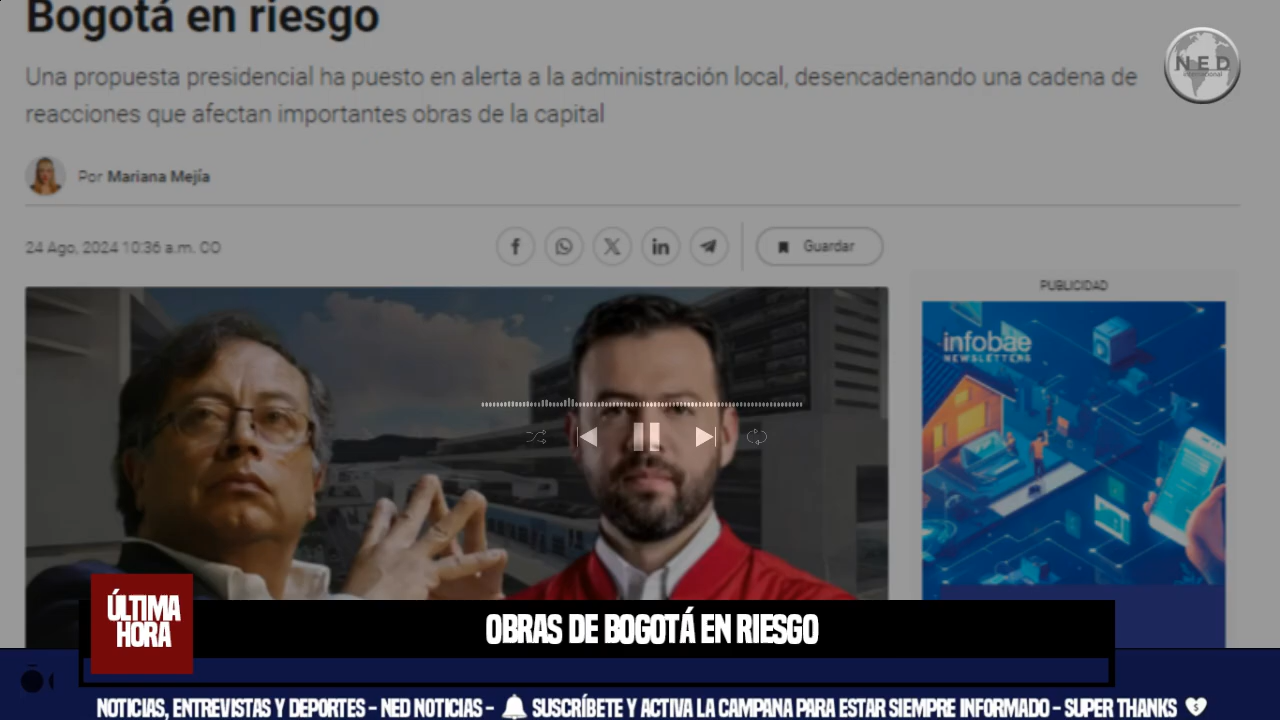 Bogotá en riesgo
Una propuesta presidencial ha puesto en alerta a la administración local, desencadenando una cadena de
reacciones que afectan importantes obras de la capital
N.E.D
International
Por Mariana Mejía
24 Ago, 2024 10:36 a.m. CO
Guardar
PUBLICIDAD
infobae
NEWSLETTERS
ÚLTIMA
HORA
OBRAS DE BOGOTÁ EN RIESGO
NOTICIAS, ENTREVISTAS Y DEPORTES - NED NOTICIAS - SUSCRÍBETE Y ACTIVA LA CAMPANA PARA ESTAR SIEMPRE INFORMADO - SUPER THANKS